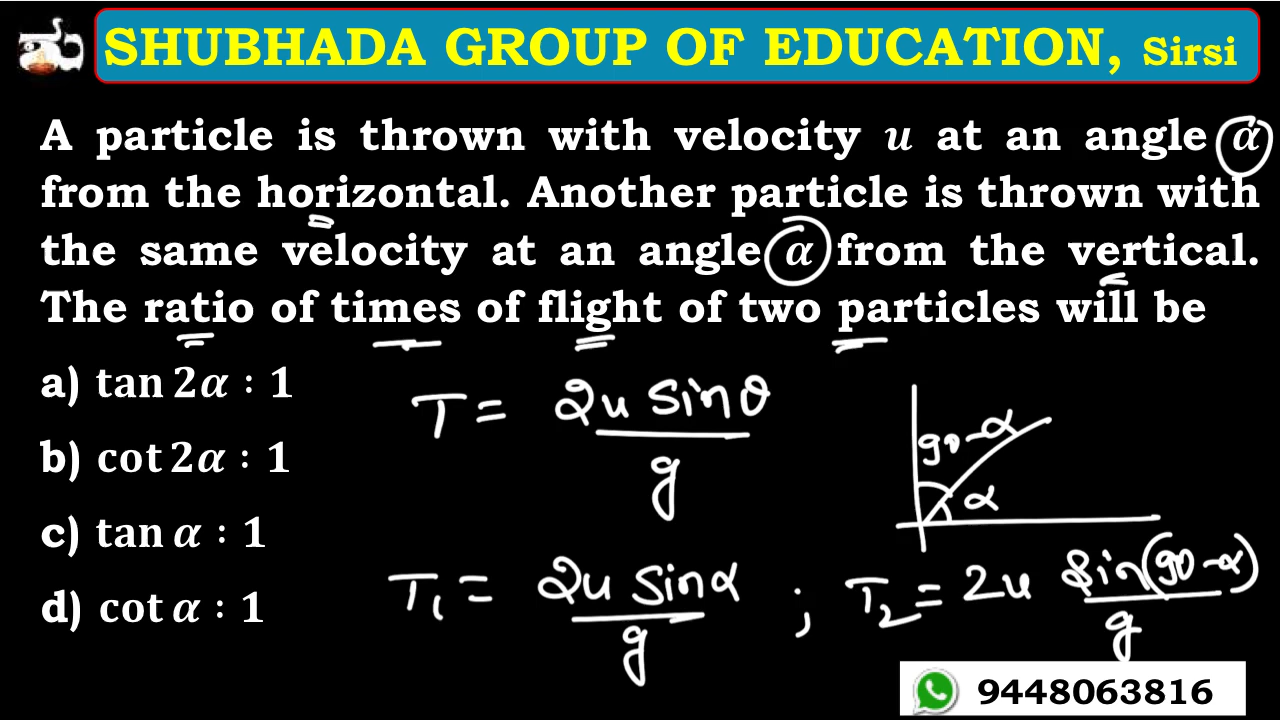 SHUBHADA GROUP OF EDUCATION, Sirsi
A particle is thrown with velocity u at an angle α
from the horizontal. Another particle is thrown with
the same velocity at an angle α from the vertical.
The ratio of times of flight of two particles will be
a) tan 2α : 1
b) cot 2α : 1
c) tan α : 1
d) cot α : 1
T = 2u sinθ / g
90-α
α
T₁ = 2u sinα / g ; T₂ = 2u sin(90-α) / g
9448063816